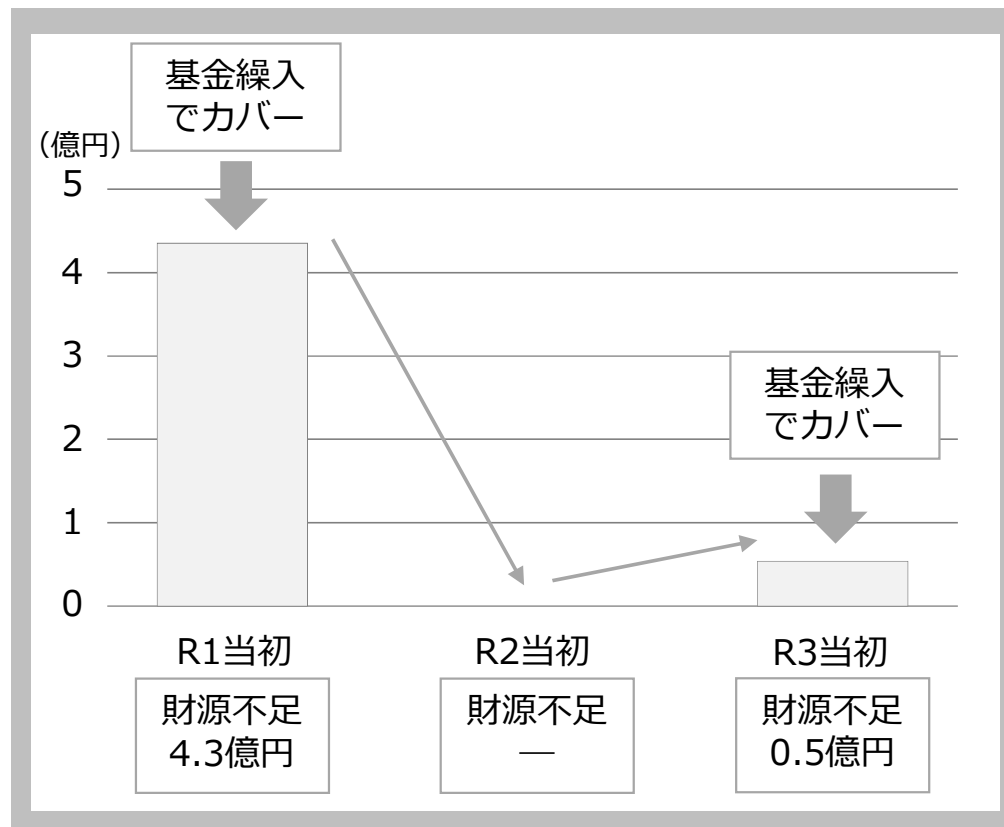 基金繰入
でカバー
（億円）
5
4
3
基金繰入
でカバー
2
1
0
R1当初
R2当初
R3当初
財源不足
4.3億円
財源不足
―
財源不足
0.5億円